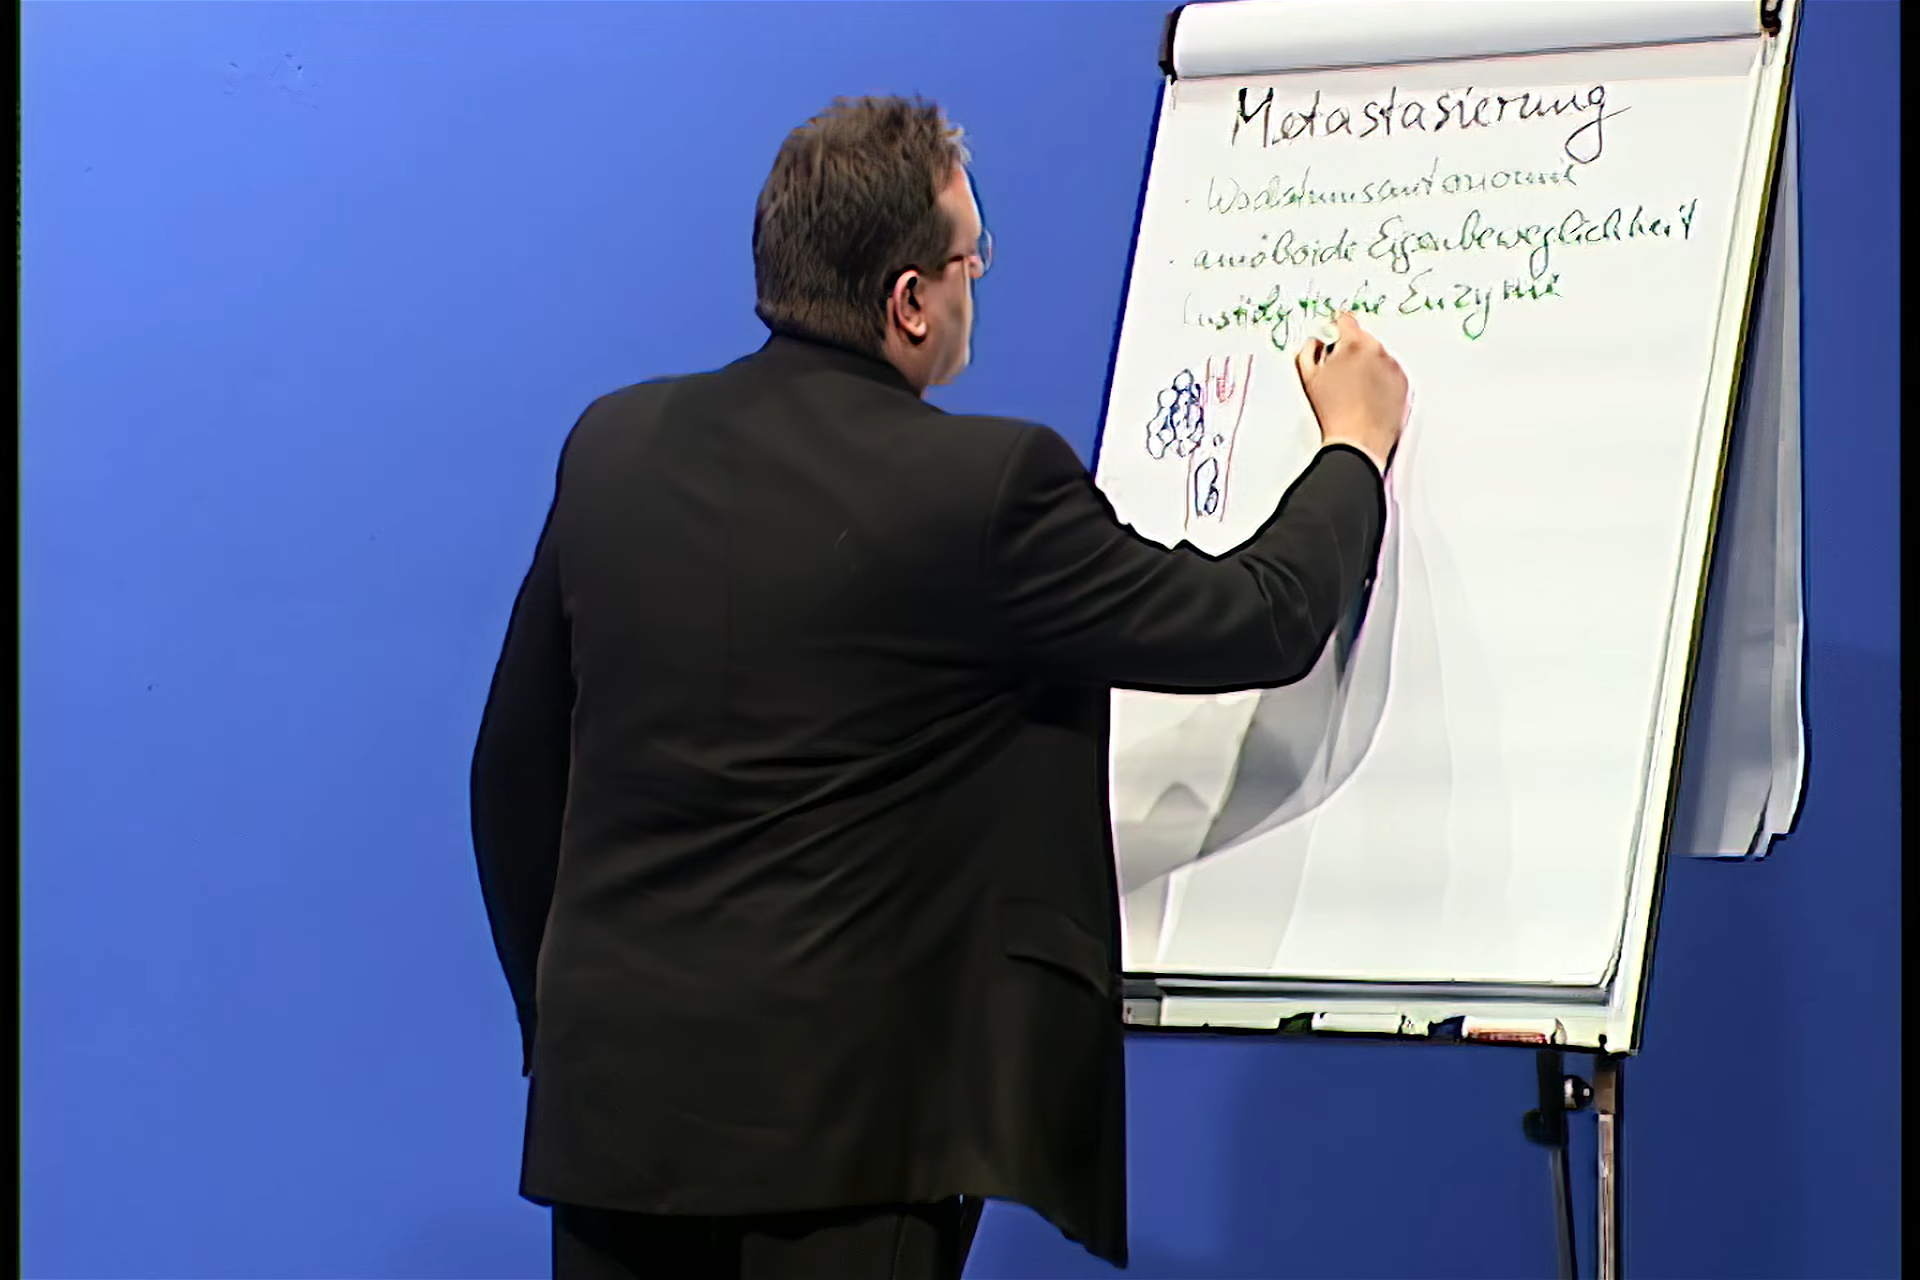 Metastasierung
· Wachstumsautonomie
· amöboide Eigenbeweglichkeit
Enzyme